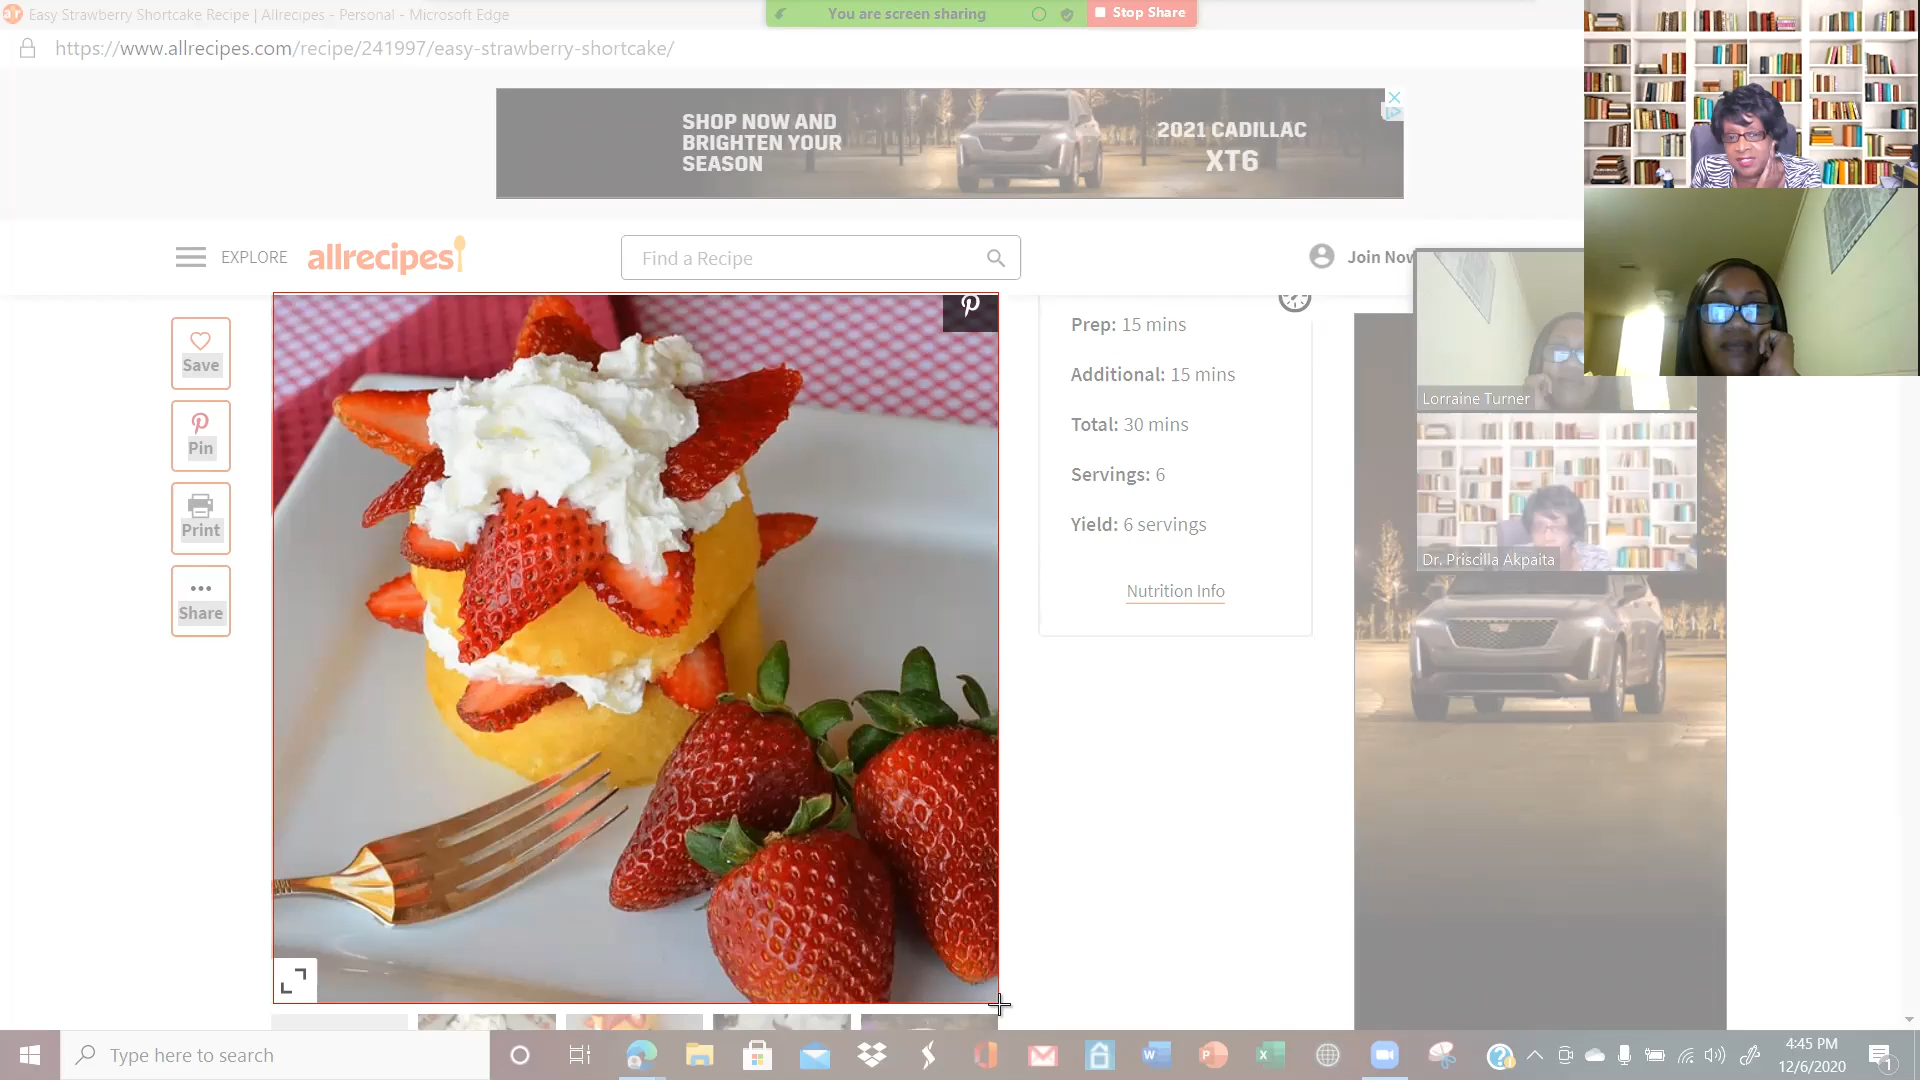 Easy Strawberry Shortcake Recipe | Allrecipes - Personal - Microsoft Edge
You are screen sharing
Stop Share
https://www.allrecipes.com/recipe/241997/easy-strawberry-shortcake/
SHOP NOW AND
BRIGHTEN YOUR
SEASON
2021 CADILLAC
XT6
EXPLORE
allrecipes
Find a Recipe
Join Now
Save
Pin
Print
Share
Prep: 15 mins
Additional: 15 mins
Total: 30 mins
Servings: 6
Yield: 6 servings
Nutrition Info
Lorraine Turner
Dr. Priscilla Akpaita
Type here to search
4:45 PM
12/6/2020
1